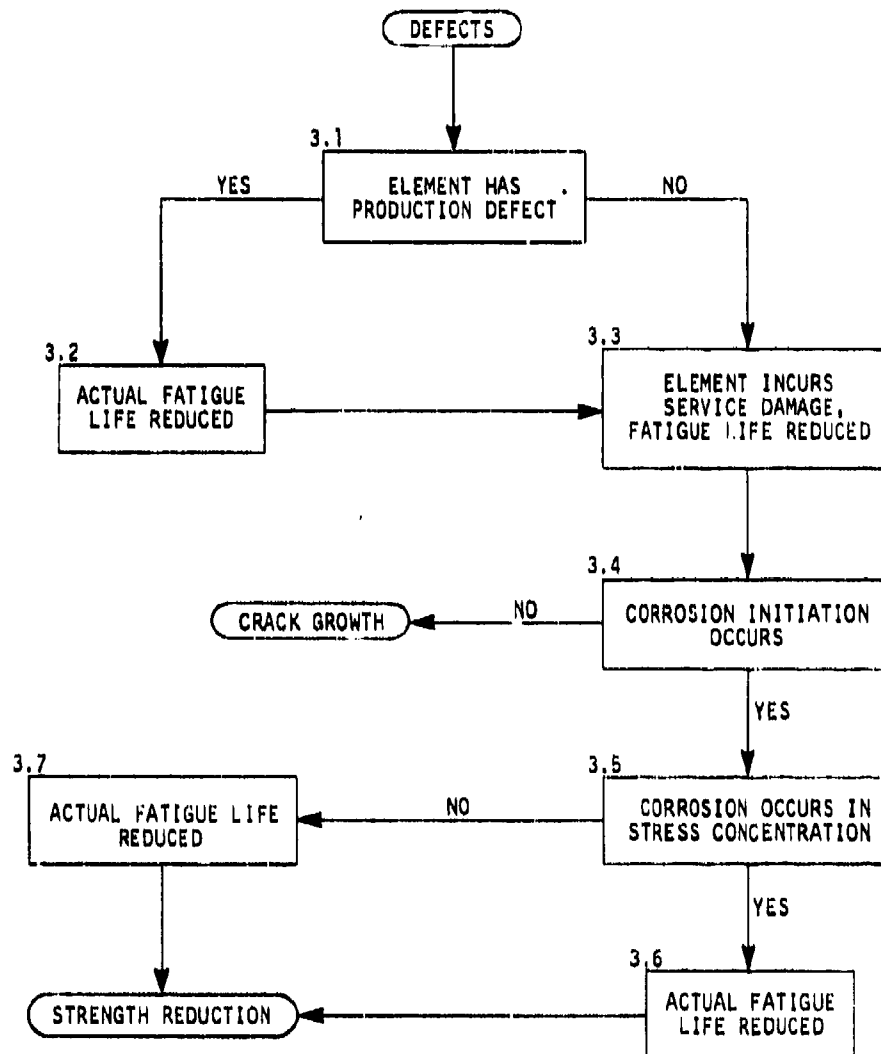 DEFECTS
3.1
ELEMENT HAS
PRODUCTION DEFECT
YES
NO
3.2
ACTUAL FATIGUE
LIFE REDUCED
3.3
ELEMENT INCURS
SERVICE DAMAGE,
FATIGUE LIFE REDUCED
3.4
CORROSION INITIATION
OCCURS
NO
CRACK GROWTH
YES
3.5
CORROSION OCCURS IN
STRESS CONCENTRATION
NO
3.7
ACTUAL FATIGUE LIFE
REDUCED
YES
3.6
ACTUAL FATIGUE
LIFE REDUCED
STRENGTH REDUCTION